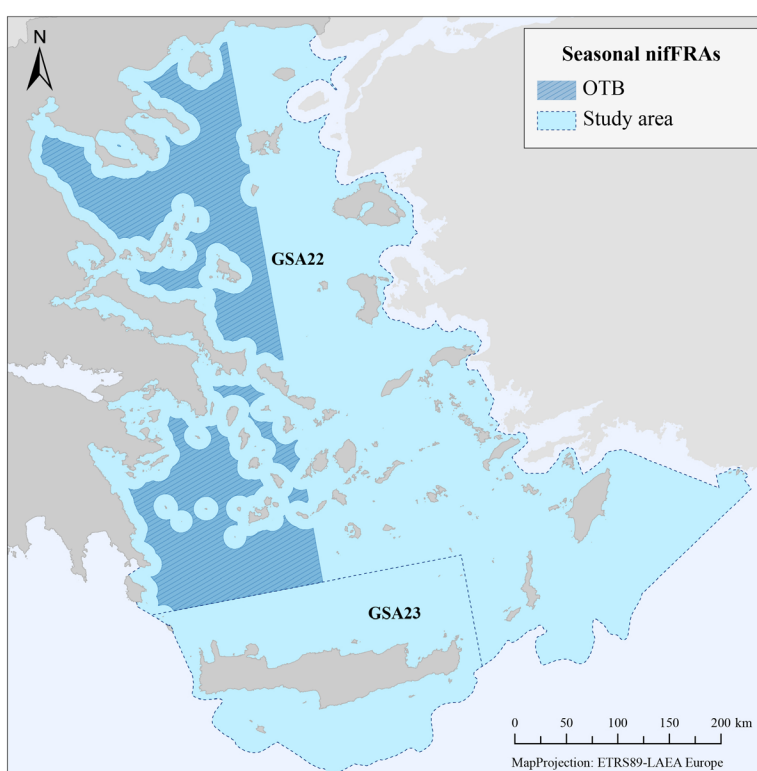 N
Seasonal nifFRAs
OTB
Study area
GSA22
GSA23
0 50 100 150 200 km
MapProjection: ETRS89-LAEA Europe